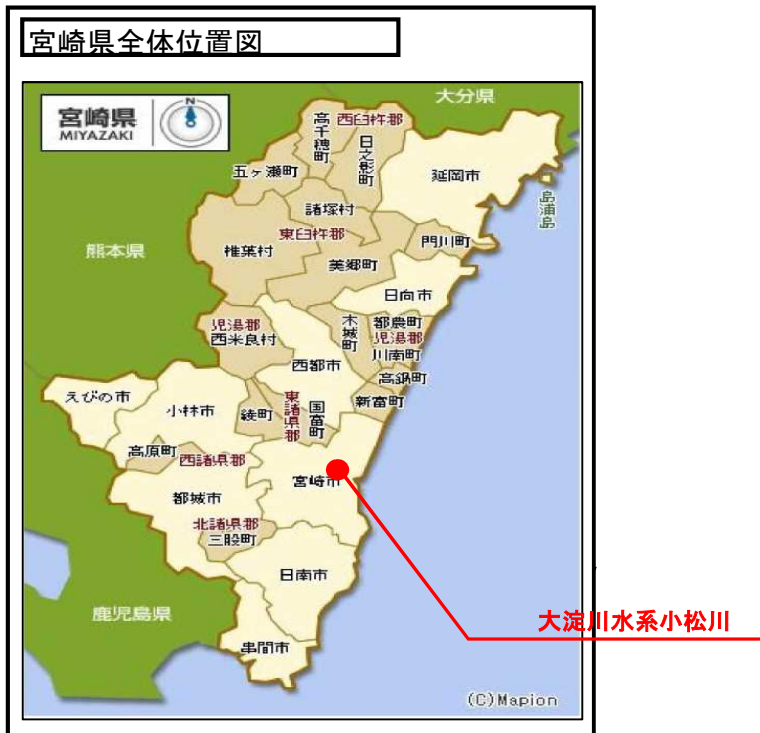 宮崎県全体位置図
宮崎県
MIYAZAKI
N
大分県
西臼杵郡
高千穂町
日之影町
五ヶ瀬町
延岡市
島浦島
諸塚村
東臼杵郡
門川町
熊本県
椎葉村
美郷町
日向市
児湯郡
西米良村
木城町
都農町
児湯郡
川南町
西都市
高鍋町
えびの市
小林市
綾町
東諸県郡
国富町
新富町
高原町
西諸県郡
宮崎市
都城市
北諸県郡
三股町
日南市
鹿児島県
大淀川水系小松川
串間市
(C)Mapion